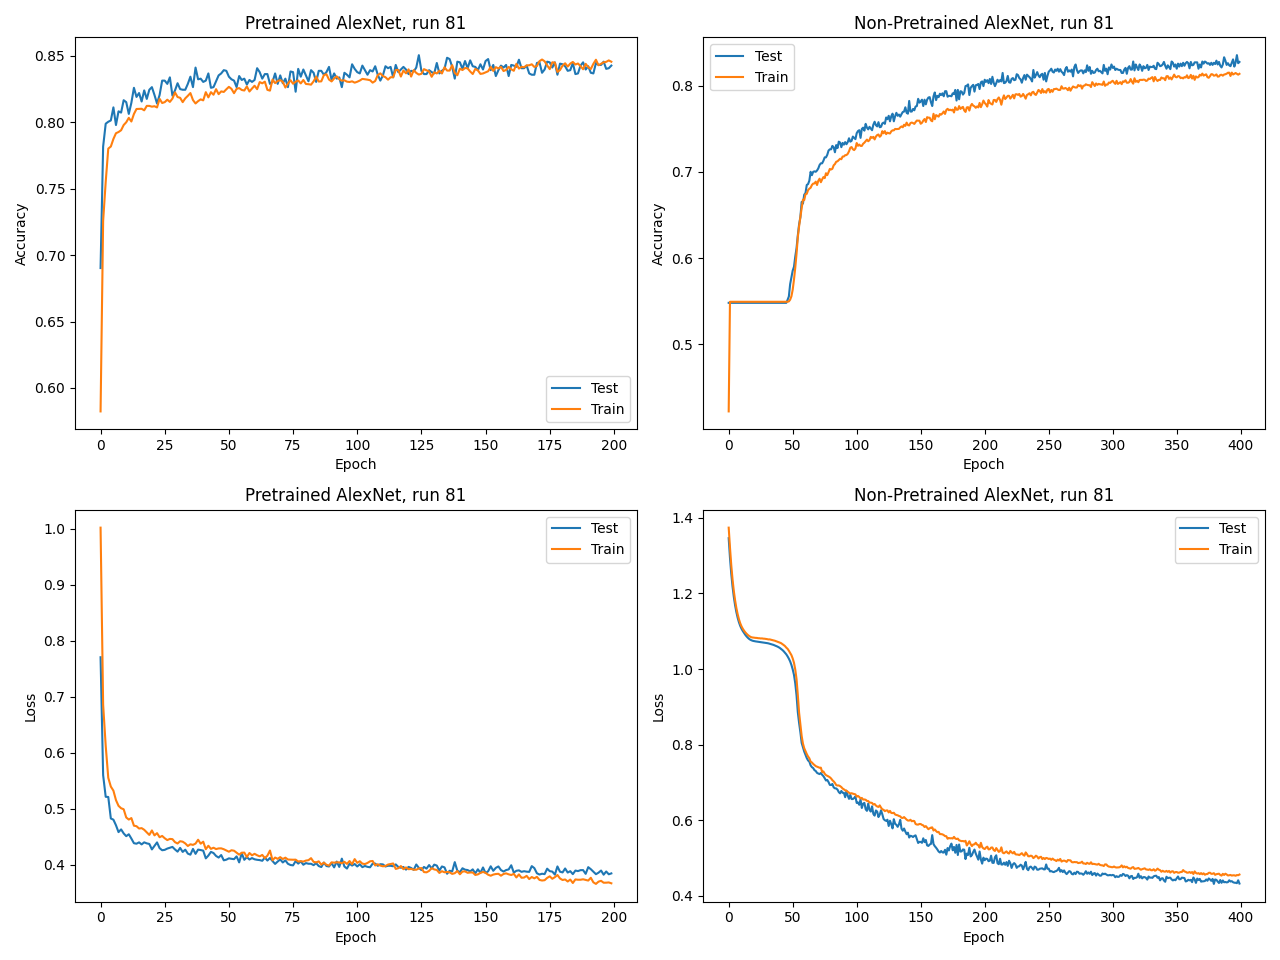 Pretrained AlexNet, run 81
0.85
0.80
0.75
0.70
0.65
0.60
Accuracy
Test
Train
0 25 50 75 100 125 150 175 200
Epoch
Non-Pretrained AlexNet, run 81
Test
Train
0.8
0.7
0.6
0.5
Accuracy
0 50 100 150 200 250 300 350 400
Epoch
Pretrained AlexNet, run 81
Test
Train
1.0
0.9
0.8
0.7
0.6
0.5
0.4
Loss
0 25 50 75 100 125 150 175 200
Epoch
Non-Pretrained AlexNet, run 81
Test
Train
1.4
1.2
1.0
0.8
0.6
0.4
Loss
0 50 100 150 200 250 300 350 400
Epoch